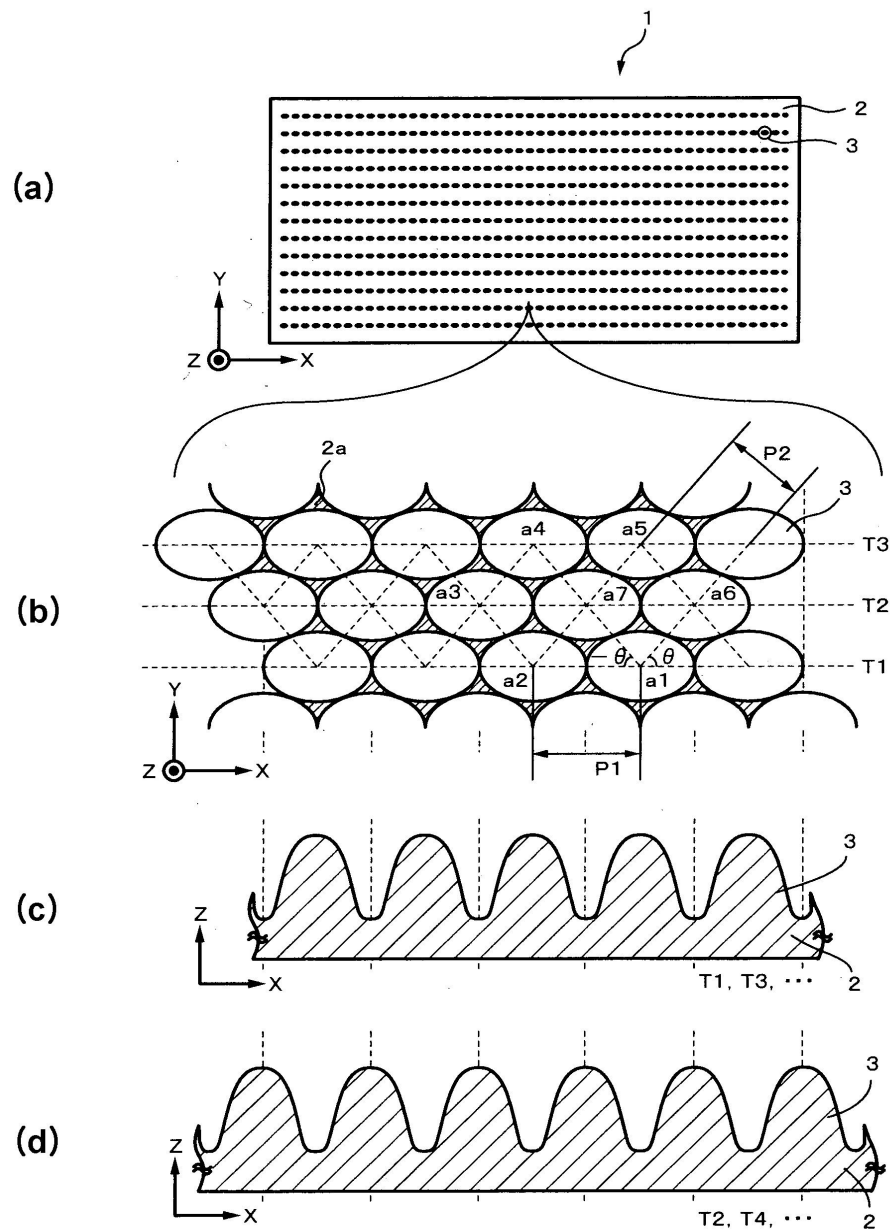 1
2
3
(a)
Y
Z
X
2a
P2
3
a4
a5
T3
(b)
a3
a7
a6
T2
θ
θ
T1
a2
a1
Y
Z
X
P1
3
(c)
Z
X
T1, T3, ･･･
2
3
(d)
Z
X
T2, T4, ･･･
2